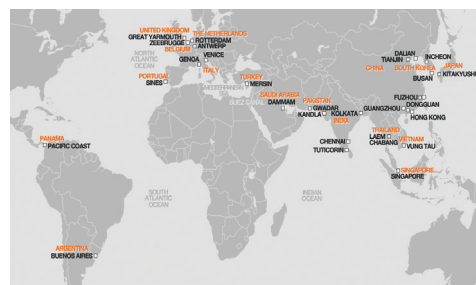 UNITED KINGDOM
GREAT YARMOUTH
ZEEBRUGGE
BELGIUM
THE NETHERLANDS
ROTTERDAM
ANTWERP
VENICE
GENOA
ITALY
NORTH
ATLANTIC
OCEAN
PORTUGAL
SINES
MEDITERRANEAN
TURKEY
MERSIN
SUEZ CANAL
SAUDI ARABIA
DAMMAM
PAKISTAN
GWADAR
KANDLA
KOLKATA
INDIA
CHENNAI
TUTICORIN
CHINA
DALIAN
TIANJIN
INCHEON
SOUTH KOREA
BUSAN
JAPAN
KITAKYUSHU
FUZHOU
GUANGZHOU
DONGGUAN
HONG KONG
THAILAND
LAEM
CHABANG
VIETNAM
VUNG TAU
SINGAPORE
SINGAPORE
PANAMA
PACIFIC COAST
SOUTH
ATLANTIC
OCEAN
INDIAN
OCEAN
ARGENTINA
BUENOS AIRES